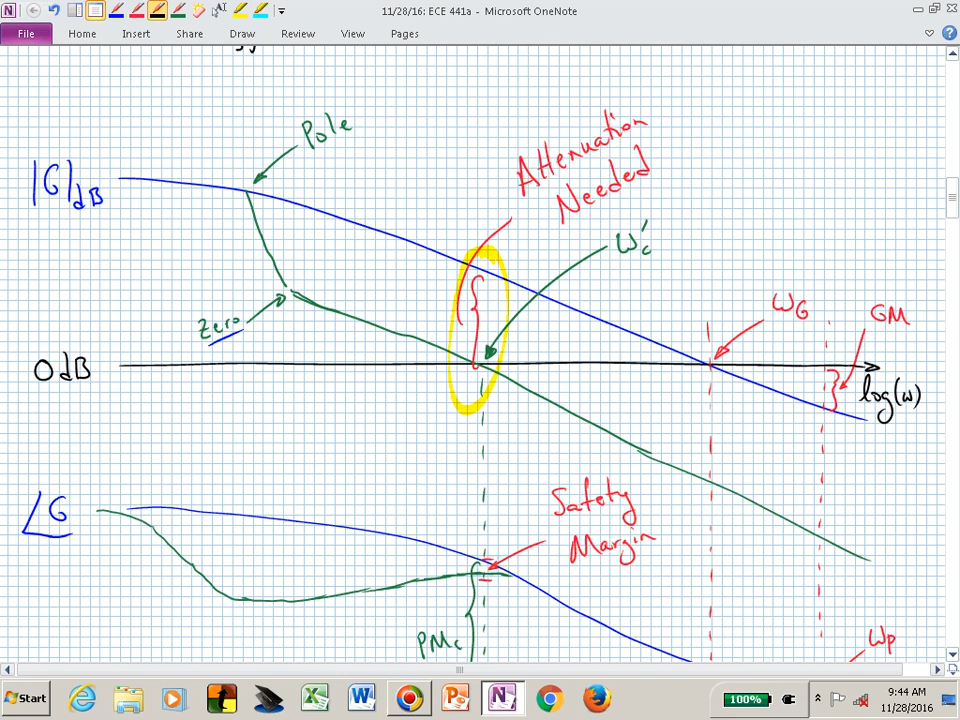 11/28/16: ECE 441a - Microsoft OneNote
File Home Insert Share Draw Review View Pages
Pole
Attenuation
Needed
|G|dB
ωc'
Zero
ωG
GM
0dB
log(ω)
∠G
Safety
Margin
PMc
ωp
Start
100%
9:44 AM
11/28/2016